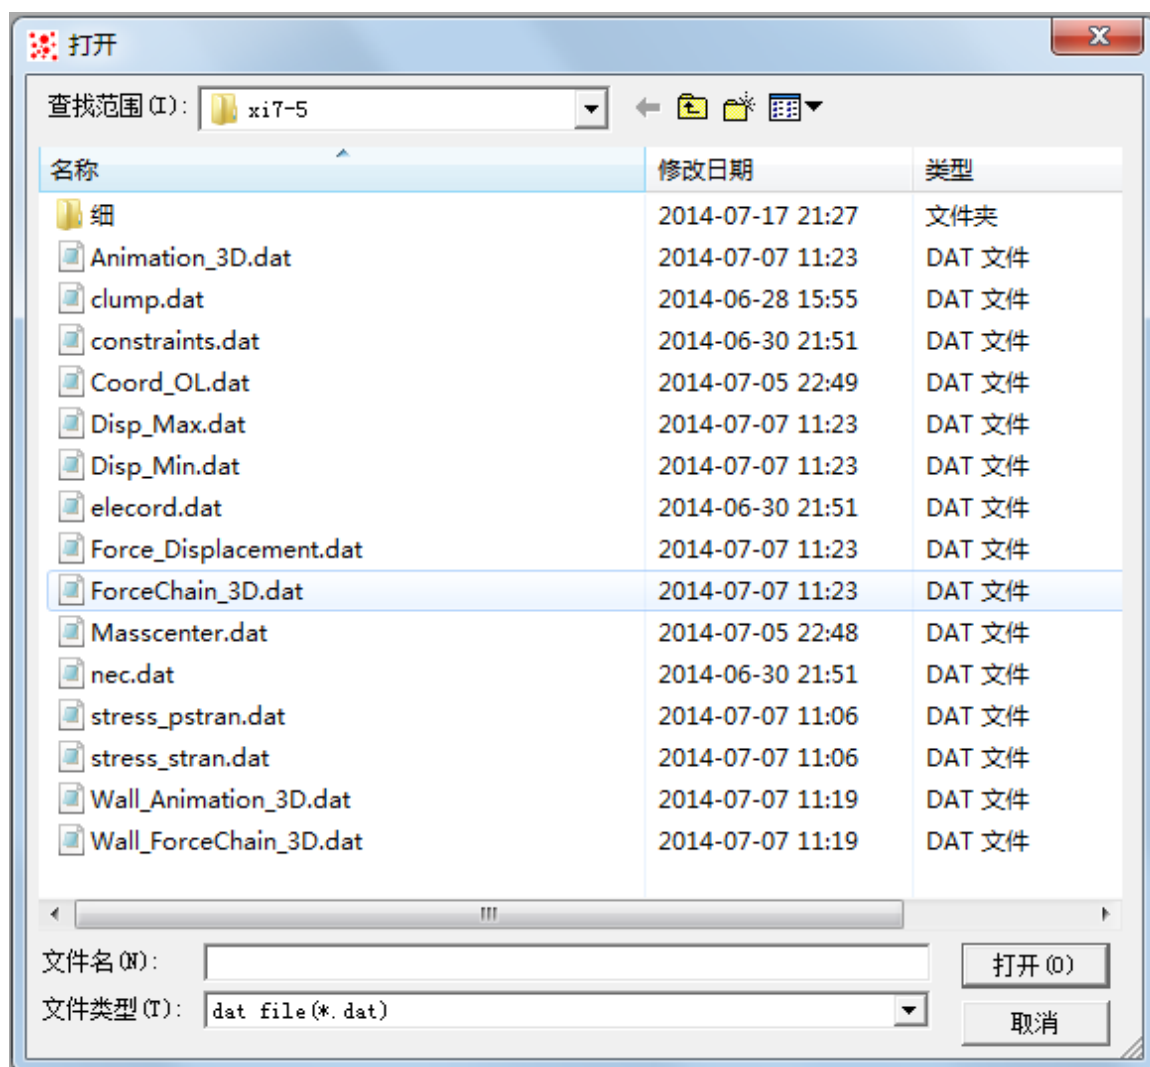 打开
查找范围(I): xi7-5
名称 修改日期 类型
细 2014-07-17 21:27 文件夹
Animation_3D.dat 2014-07-07 11:23 DAT 文件
clump.dat 2014-06-28 15:55 DAT 文件
constraints.dat 2014-06-30 21:51 DAT 文件
Coord_OL.dat 2014-07-05 22:49 DAT 文件
Disp_Max.dat 2014-07-07 11:23 DAT 文件
Disp_Min.dat 2014-07-07 11:23 DAT 文件
elecord.dat 2014-06-30 21:51 DAT 文件
Force_Displacement.dat 2014-07-07 11:23 DAT 文件
ForceChain_3D.dat 2014-07-07 11:23 DAT 文件
Masscenter.dat 2014-07-05 22:48 DAT 文件
nec.dat 2014-06-30 21:51 DAT 文件
stress_pstran.dat 2014-07-07 11:06 DAT 文件
stress_stran.dat 2014-07-07 11:06 DAT 文件
Wall_Animation_3D.dat 2014-07-07 11:19 DAT 文件
Wall_ForceChain_3D.dat 2014-07-07 11:19 DAT 文件
文件名(N): 打开(O)
文件类型(T): dat file(*.dat) 取消